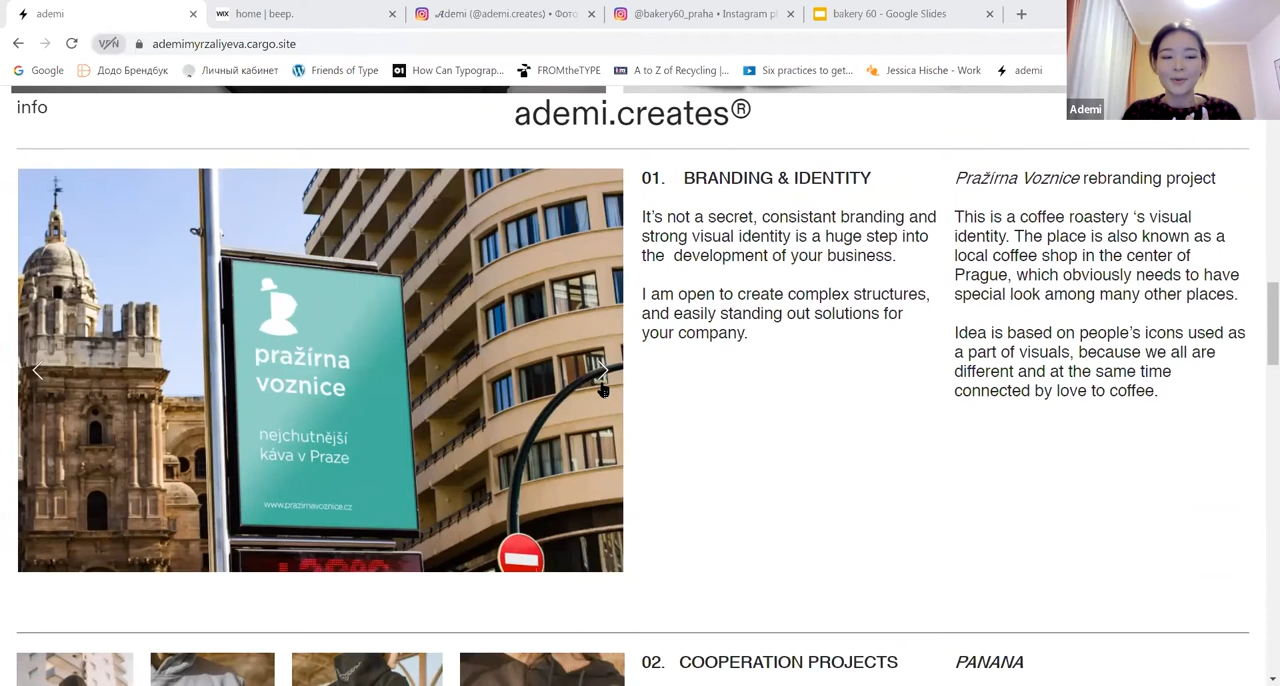 ademi
WIX home | beep.
Ademi (@ademi.creates) • Фото
@bakery60_praha • Instagram p
bakery 60 - Google Slides
VPN
ademimyrzaliyeva.cargo.site
Google
Додо Брендбук
Личный кабинет
Friends of Type
How Can Typograp...
FROMtheTYPE
A to Z of Recycling |...
Six practices to get...
Jessica Hische - Work
ademi
Ademi
info
ademi.creates®
pražírna
voznice
nejchutnější
káva v Praze
www.prazirnavoznice.cz
01. BRANDING & IDENTITY
It's not a secret, consistant branding and
strong visual identity is a huge step into
the development of your business.
I am open to create complex structures,
and easily standing out solutions for
your company.
Pražírna Voznice rebranding project
This is a coffee roastery ‘s visual
identity. The place is also known as a
local coffee shop in the center of
Prague, which obviously needs to have
special look among many other places.
Idea is based on people's icons used as
a part of visuals, because we all are
different and at the same time
connected by love to coffee.
02. COOPERATION PROJECTS
PANANA